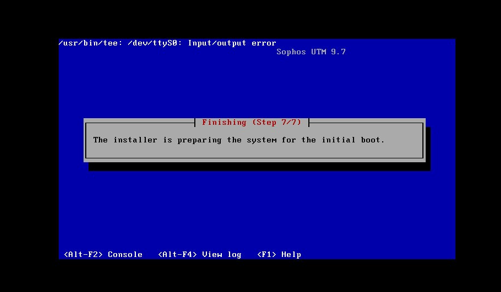 /usr/bin/tee: /dev/ttyS0: Input/output error
Sophos UTM 9.7
Finishing (Step 7/7)
The installer is preparing the system for the initial boot.
<Alt-F2> Console <Alt-F4> View log <F1> Help